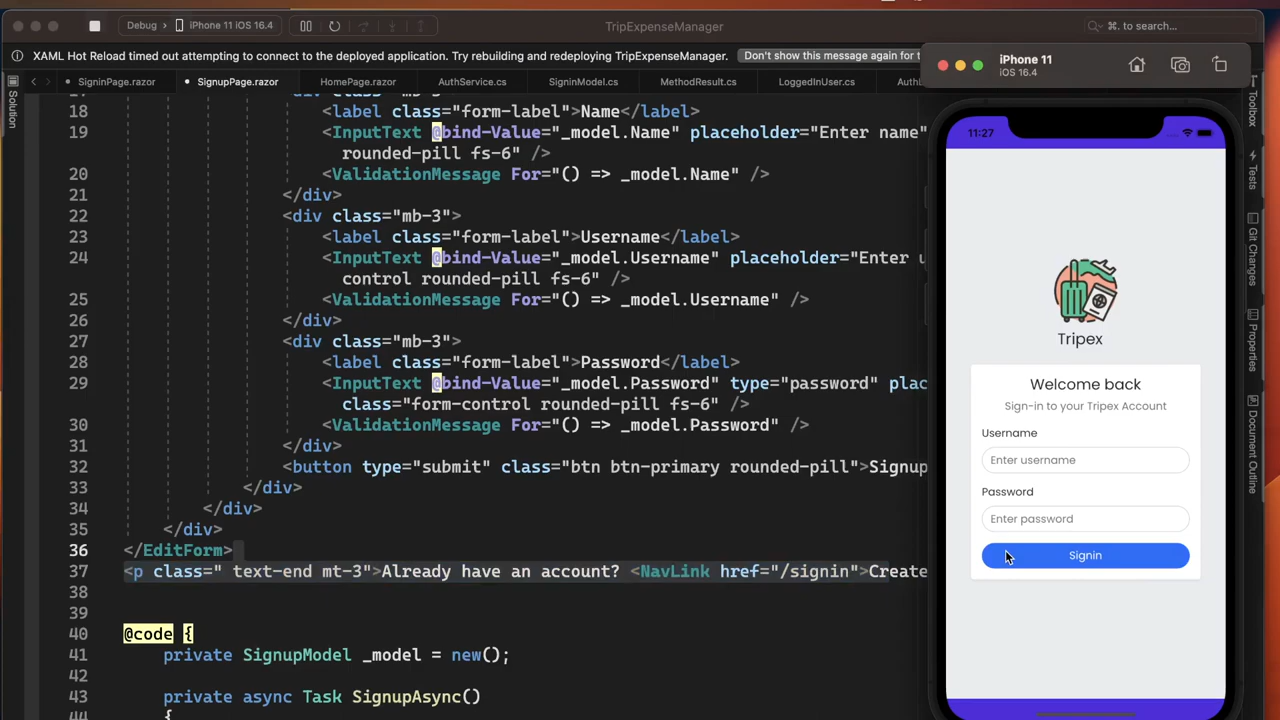 Debug
iPhone 11 iOS 16.4
TripExpenseManager
⌘. to search...
XAML Hot Reload timed out attempting to connect to the deployed application. Try rebuilding and redeploying TripExpenseManager.
Don't show this message again for
SigninPage.razor
SignupPage.razor
HomePage.razor
AuthService.cs
SigninModel.cs
MethodResult.cs
LoggedInUser.cs
Solution
18 <label class="form-label">Name</label>
19 <InputText @bind-Value="_model.Name" placeholder="Enter name"
rounded-pill fs-6" />
20 <ValidationMessage For="() => _model.Name" />
21 </div>
22 <div class="mb-3">
23 <label class="form-label">Username</label>
24 <InputText @bind-Value="_model.Username" placeholder="Enter
control rounded-pill fs-6" />
25 <ValidationMessage For="() => _model.Username" />
26 </div>
27 <div class="mb-3">
28 <label class="form-label">Password</label>
29 <InputText @bind-Value="_model.Password" type="password"
class="form-control rounded-pill fs-6" />
30 <ValidationMessage For="() => _model.Password" />
31 </div>
32 <button type="submit" class="btn btn-primary rounded-pill">Signup
33 </div>
34 </div>
35 </div>
36 </EditForm>
37 <p class=" text-end mt-3">Already have an account? <NavLink href="/signin">Create
38
39
40 @code {
41 private SignupModel _model = new();
42
43 private async Task SignupAsync()
44 {
iPhone 11
iOS 16.4
11:27
Tripex
Welcome back
Sign-in to your Tripex Account
Username
Enter username
Password
Enter password
Signin
Toolbox
Tests
Git Changes
Properties
Document Outline